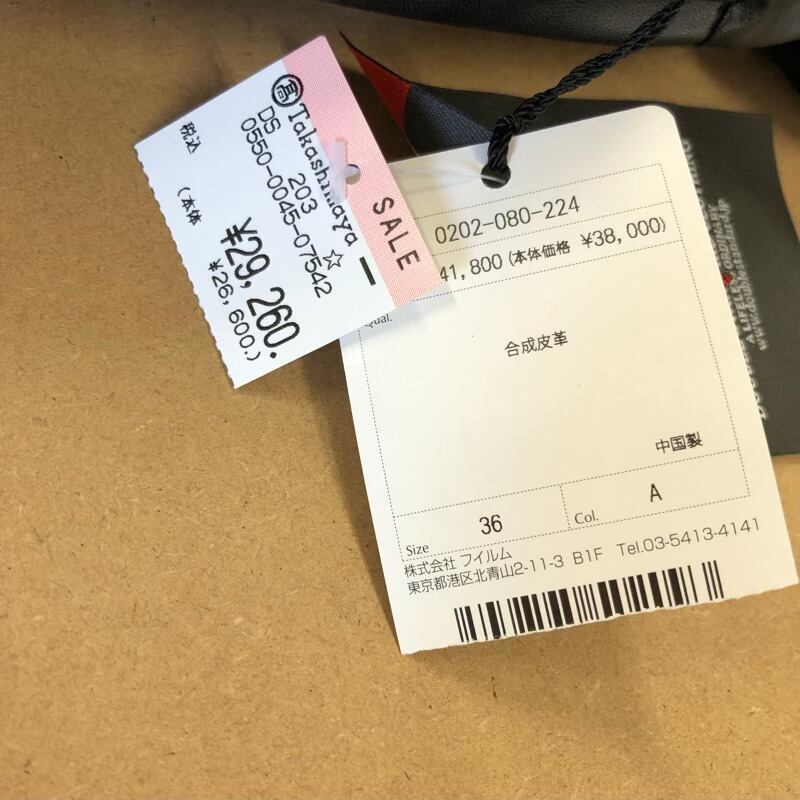 高 Takashimaya
DS 203 ☆
0550-0045-07542
税込 ¥29,260.
(本体 ¥26,600.)
SALE
0202-080-224
41,800 (本体価格 ¥38,000)
Qual.
合成皮革
中国製
Size 36 Col. A
株式会社 フイルム
東京都港区北青山2-11-3 B1F Tel.03-5413-4141